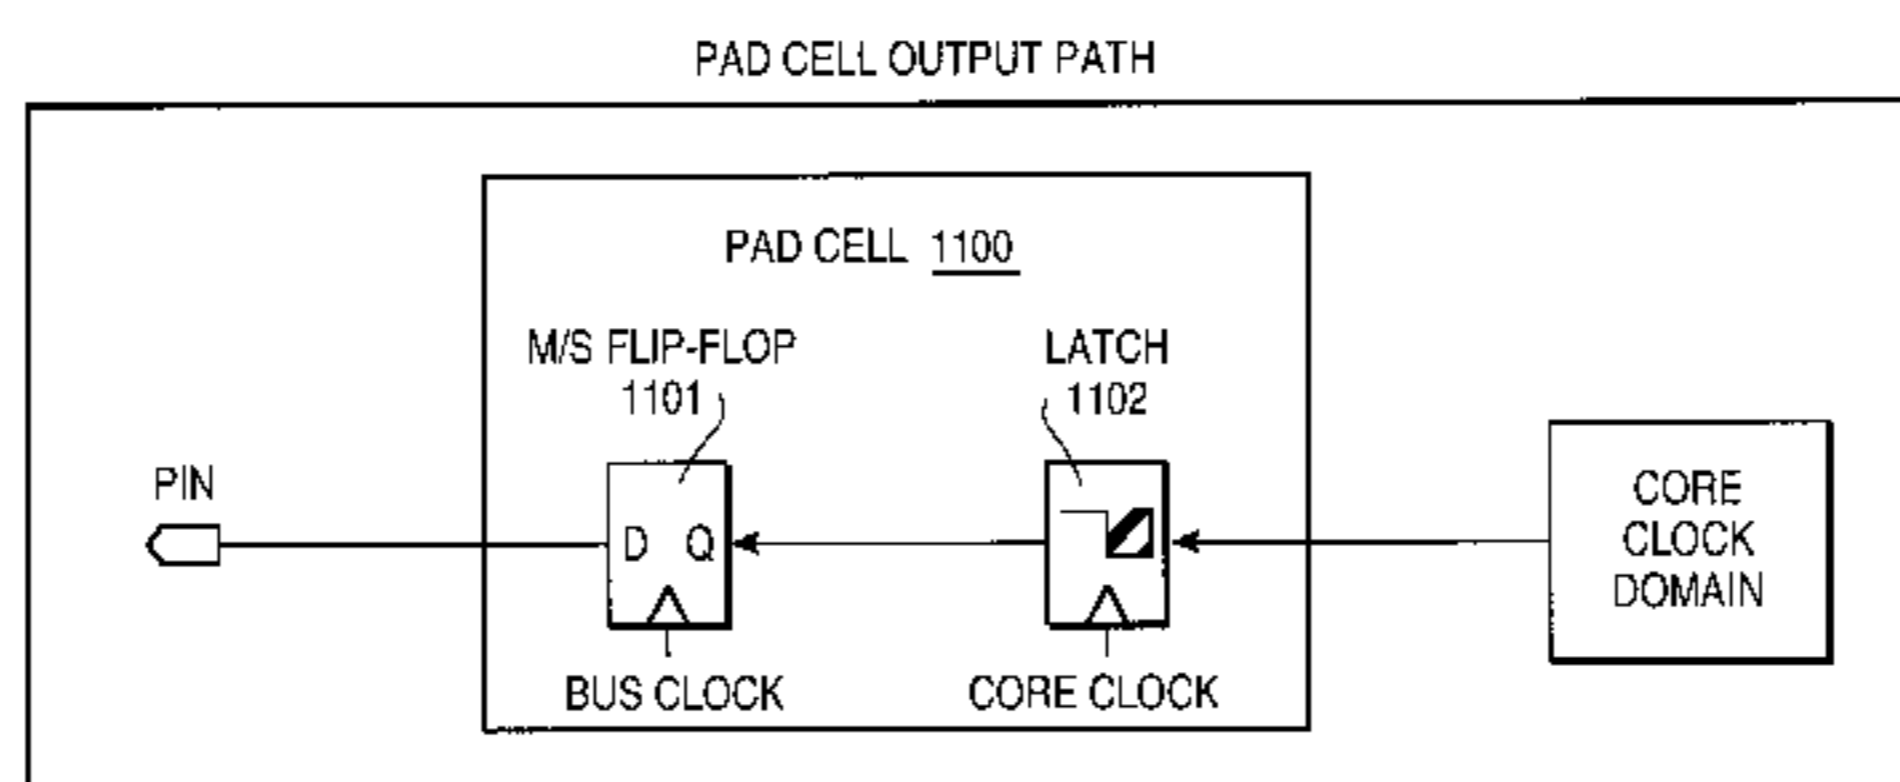 PAD CELL OUTPUT PATH
PAD CELL 1100
M/S FLIP-FLOP
1101
LATCH
1102
PIN
D Q
CORE
CLOCK
DOMAIN
BUS CLOCK
CORE CLOCK